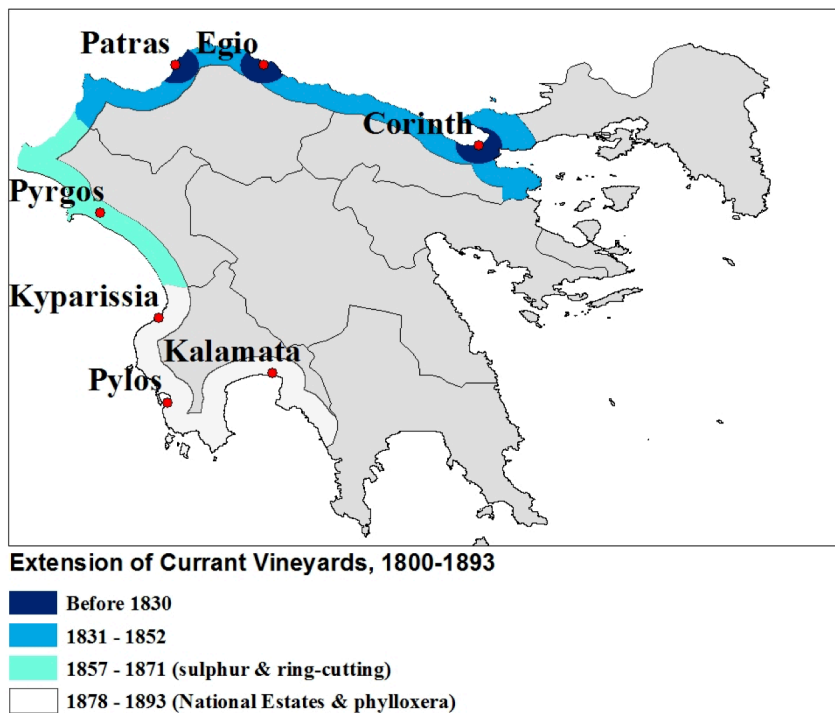 Patras Egio
Corinth
Pyrgos
Kyparissia
Kalamata
Pylos
Extension of Currant Vineyards, 1800-1893
Before 1830
1831 - 1852
1857 - 1871 (sulphur & ring-cutting)
1878 - 1893 (National Estates & phylloxera)